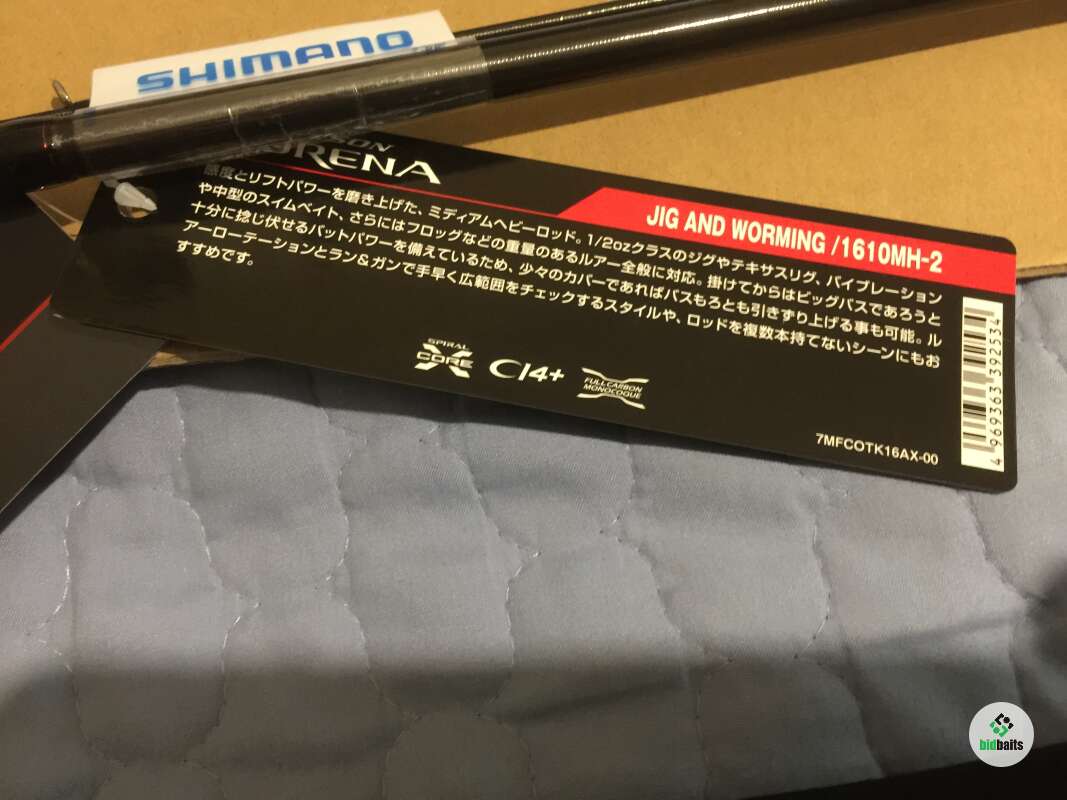 SHIMANO
RENA
JIG AND WORMING /1610MH-2
感度とリフトパワーを磨き上げた、ミディアムヘビーロッド。1/2ozクラスのジグやテキサスリグ、バイブレーション
や中型のスイムベイト、さらにはフロッグなどの重量のあるルアー全般に対応。掛けてからはビッグバスであろうと
十分に捻じ伏せるバットパワーを備えているため、少々のカバーであればバスもろとも引きずり上げる事も可能。ル
アーローテーションとラン&ガンで手早く広範囲をチェックするスタイルや、ロッドを複数本持てないシーンにもお
すすめです。
SPIRAL
X
CORE
CI4+
FULL CARBON
MONOCOQUE
7MFCOTK16AX-00
4 969363 392534
bidbaits